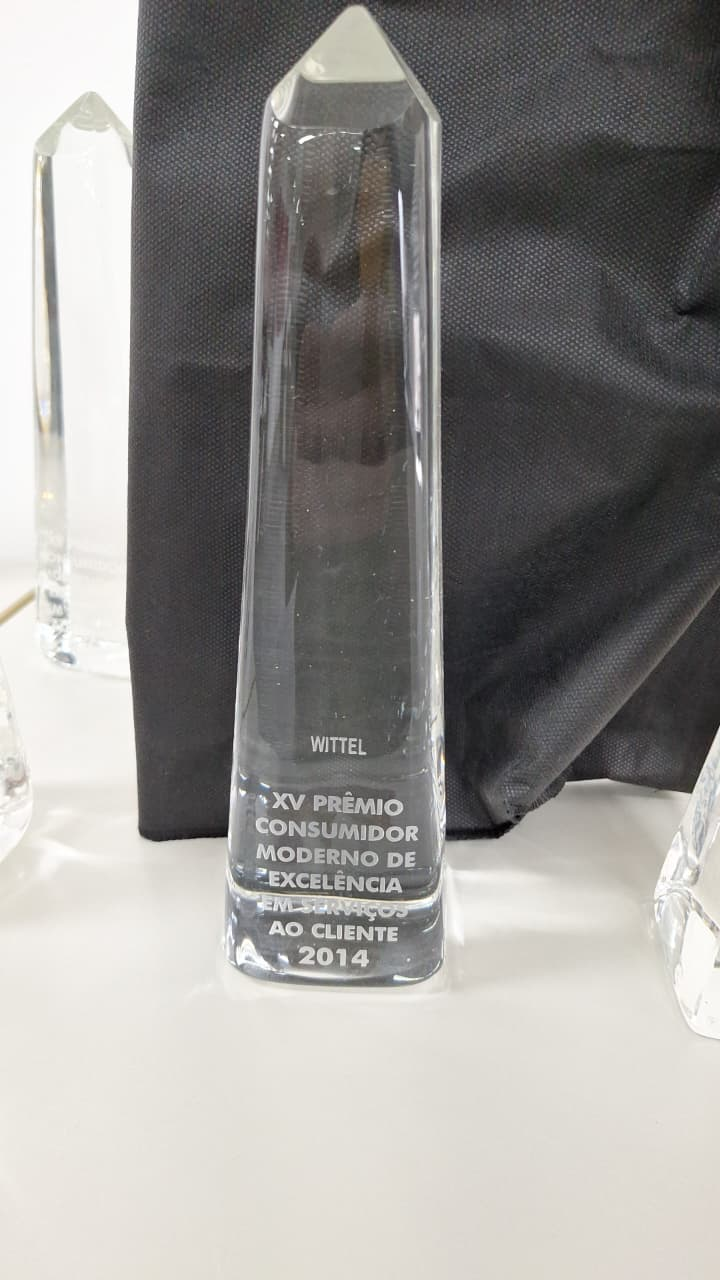 WITTEL
XV PRÊMIO
CONSUMIDOR
MODERNO DE
EXCELÊNCIA
EM SERVIÇOS
AO CLIENTE
2014